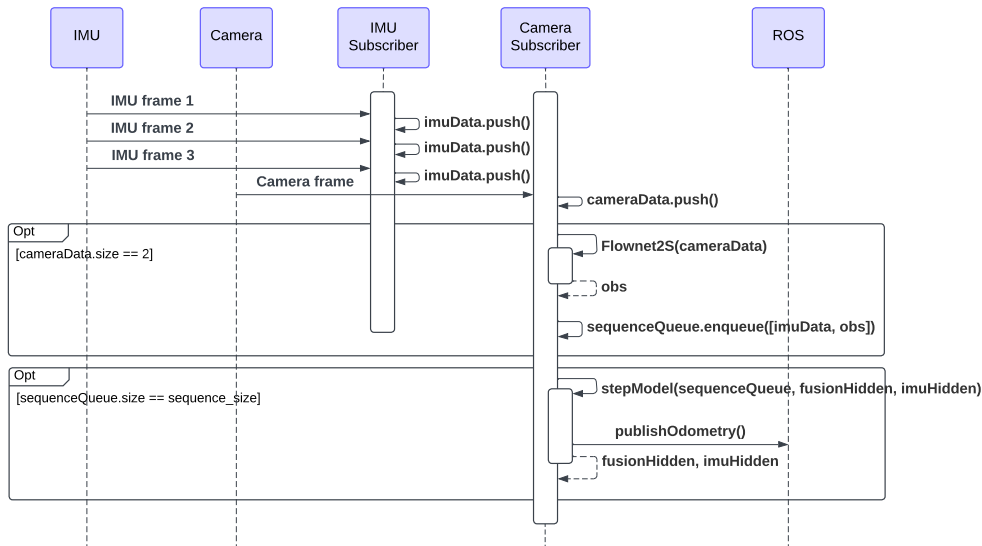 IMU
Camera
IMU
Subscriber
Camera
Subscriber
ROS
IMU frame 1
imuData.push()
IMU frame 2
imuData.push()
IMU frame 3
imuData.push()
Camera frame
cameraData.push()
Opt
[cameraData.size == 2]
Flownet2S(cameraData)
obs
sequenceQueue.enqueue([imuData, obs])
Opt
[sequenceQueue.size == sequence_size]
stepModel(sequenceQueue, fusionHidden, imuHidden)
publishOdometry()
fusionHidden, imuHidden